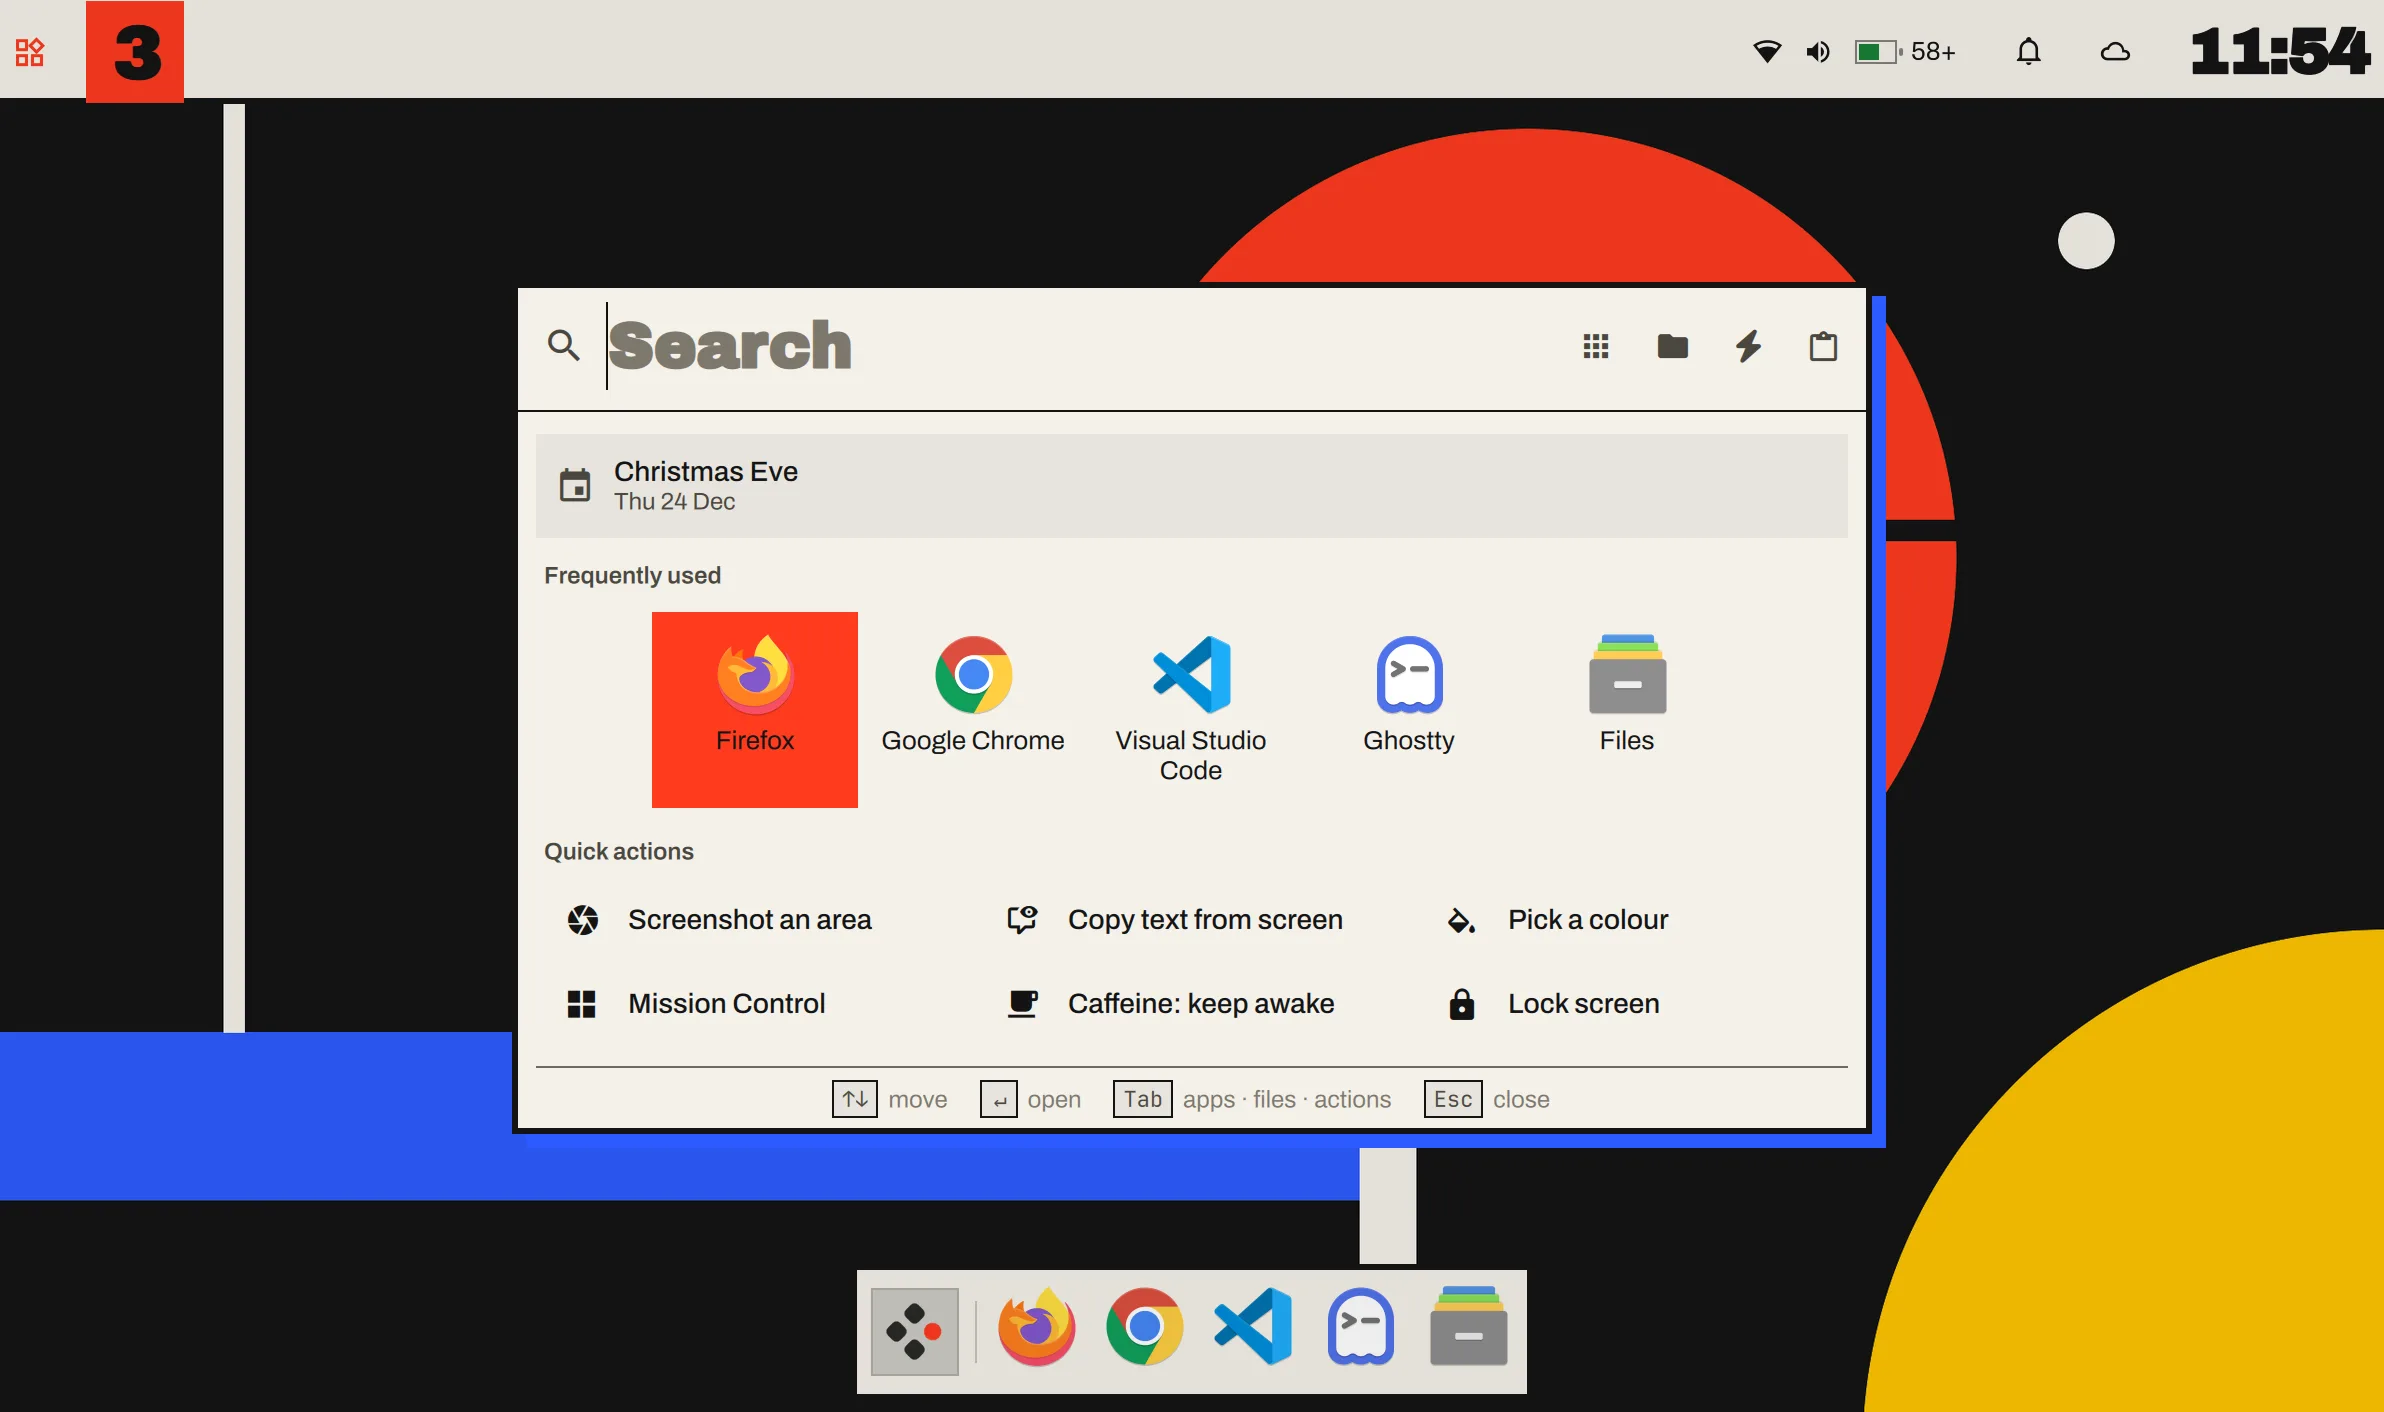 3
58+
11:54
Search
Christmas Eve
Thu 24 Dec
Frequently used
Firefox
Google Chrome
Visual Studio
Code
Ghostty
Files
Quick actions
Screenshot an area
Copy text from screen
Pick a colour
Mission Control
Caffeine: keep awake
Lock screen
↑↓ move ↵ open Tab apps · files · actions Esc close